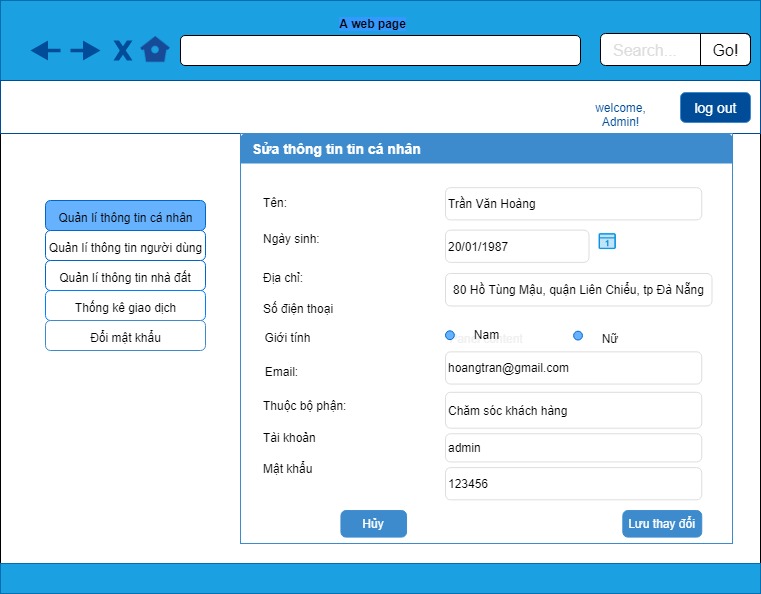 A web page
X
Search...
Go!
welcome,
Admin!
log out
Sửa thông tin tin cá nhân
Quản lí thông tin cá nhân
Quản lí thông tin người dùng
Quản lí thông tin nhà đất
Thống kê giao dịch
Đổi mật khẩu
Tên:
Trần Văn Hoàng
Ngày sinh:
20/01/1987
1
Địa chỉ:
80 Hồ Tùng Mậu, quận Liên Chiểu, tp Đà Nẵng
Số điện thoại
Giới tính
Nam
Nữ
Email:
hoangtran@gmail.com
Thuộc bộ phận:
Chăm sóc khách hàng
Tài khoản
admin
Mật khẩu
123456
Hủy
Lưu thay đổi